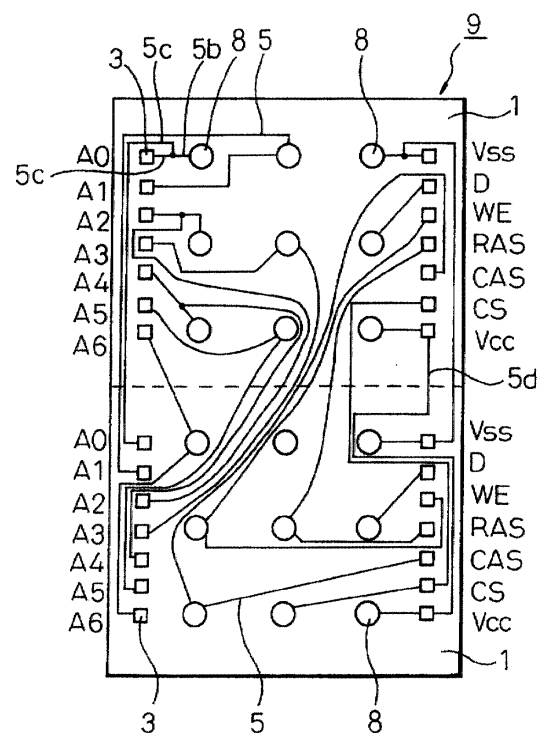 9
5c 5b 8 5 8
3 1
A0 Vss
5c
A1 D
A2 WE
A3 RAS
A4 CAS
A5 CS
A6 Vcc
5d
A0 Vss
A1 D
A2 WE
A3 RAS
A4 CAS
A5 CS
A6 Vcc
1
3 5 8